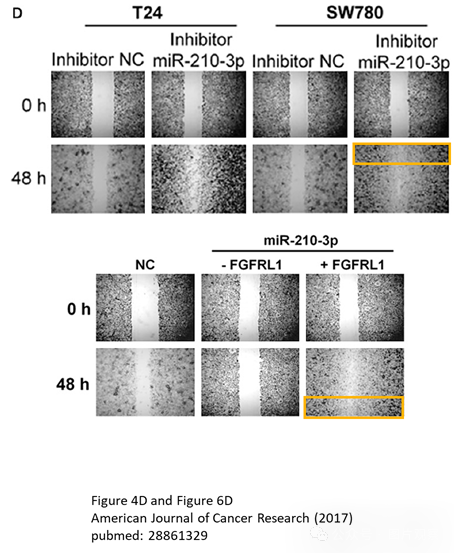 D
T24 SW780
Inhibitor NC Inhibitor miR-210-3p Inhibitor NC Inhibitor miR-210-3p
0 h
48 h
miR-210-3p
NC - FGFRL1 + FGFRL1
0 h
48 h
Figure 4D and Figure 6D
American Journal of Cancer Research (2017)
pubmed: 28861329